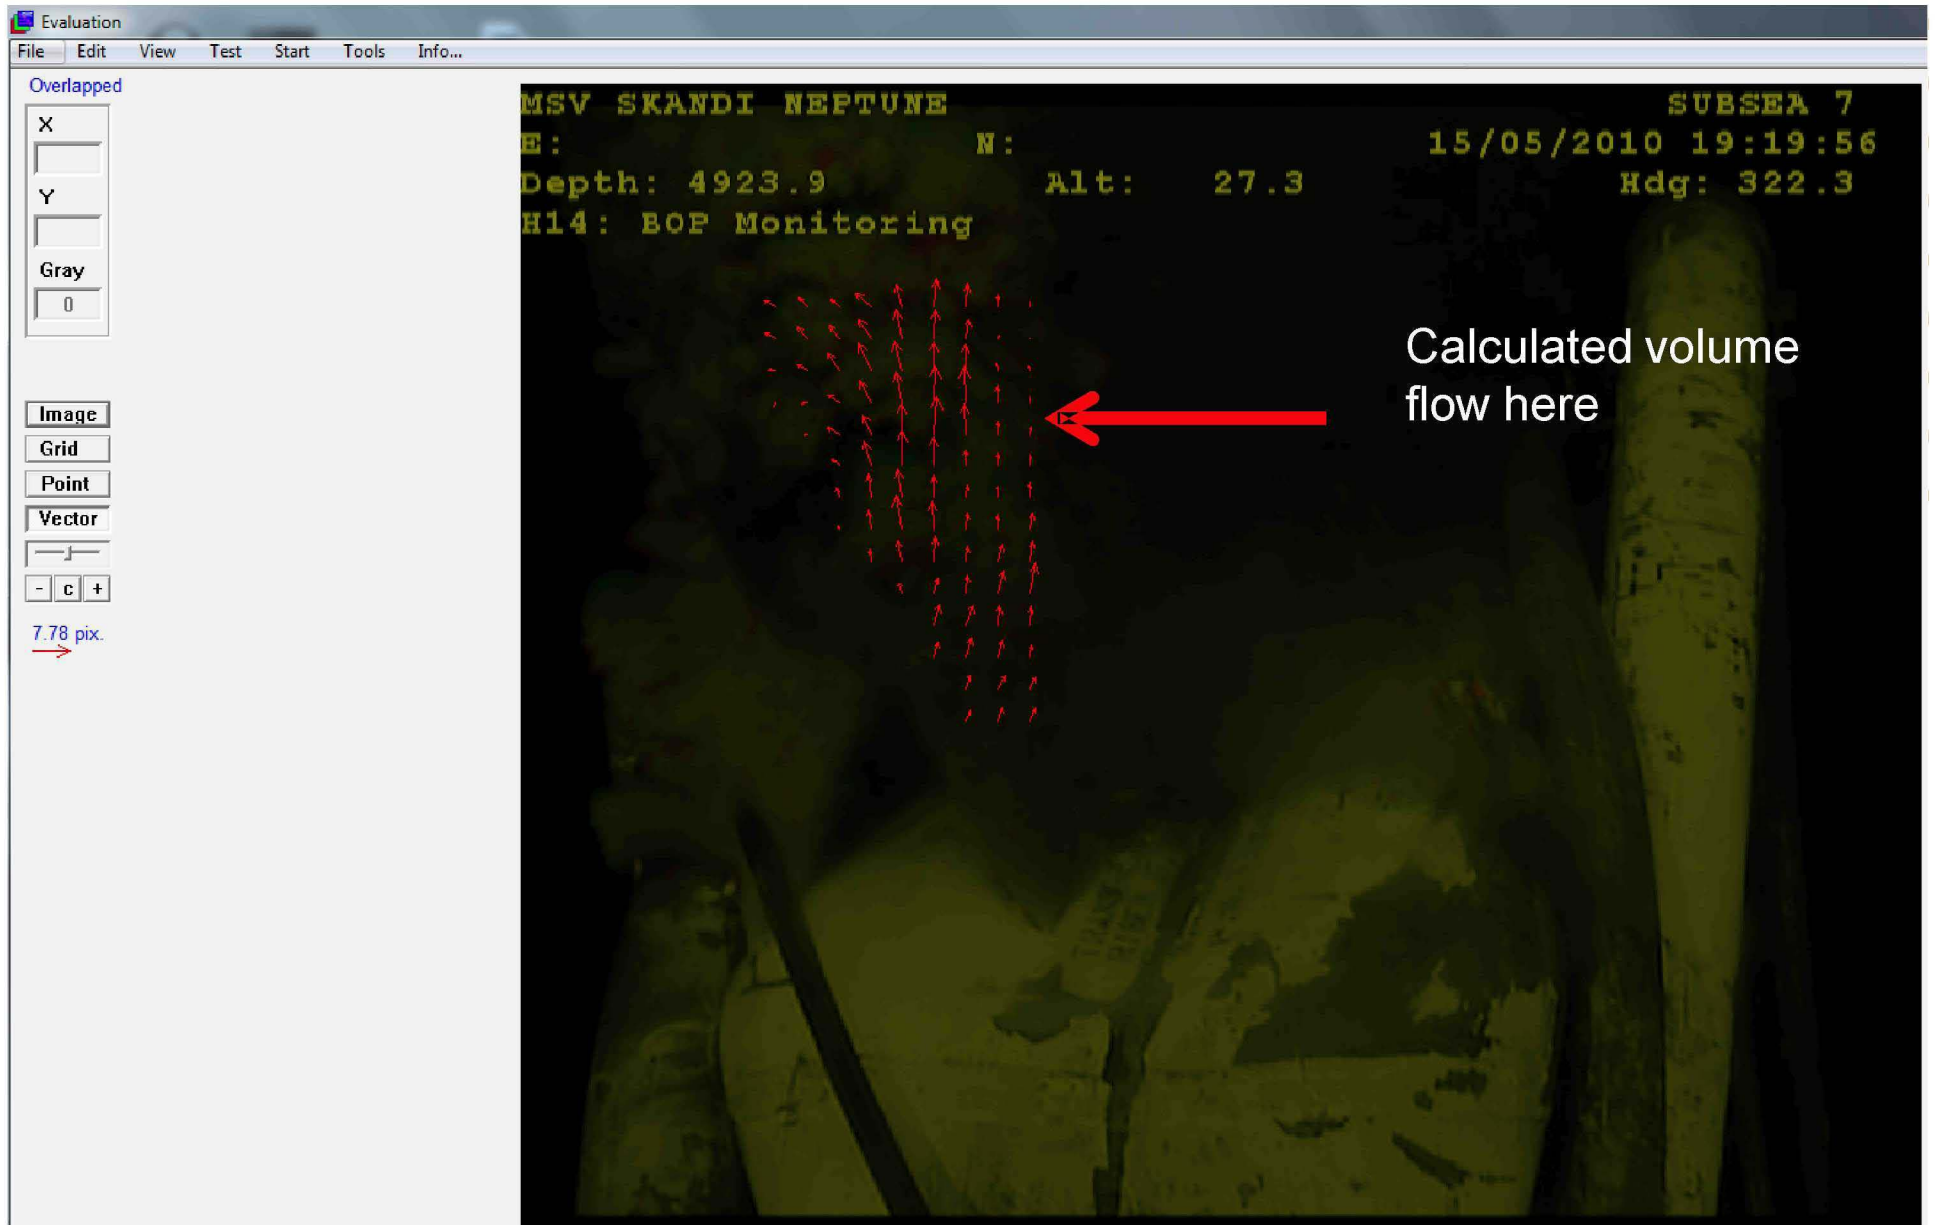 Evaluation
File Edit View Test Start Tools Info...
Overlapped
X
Y
Gray
0
Image
Grid
Point
Vector
- c +
7.78 pix.
MSV SKANDI NEPTUNE SUBSEA 7
E: N: 15/05/2010 19:19:56
Depth: 4923.9 Alt: 27.3 Hdg: 322.3
H14: BOP Monitoring
Calculated volume
flow here